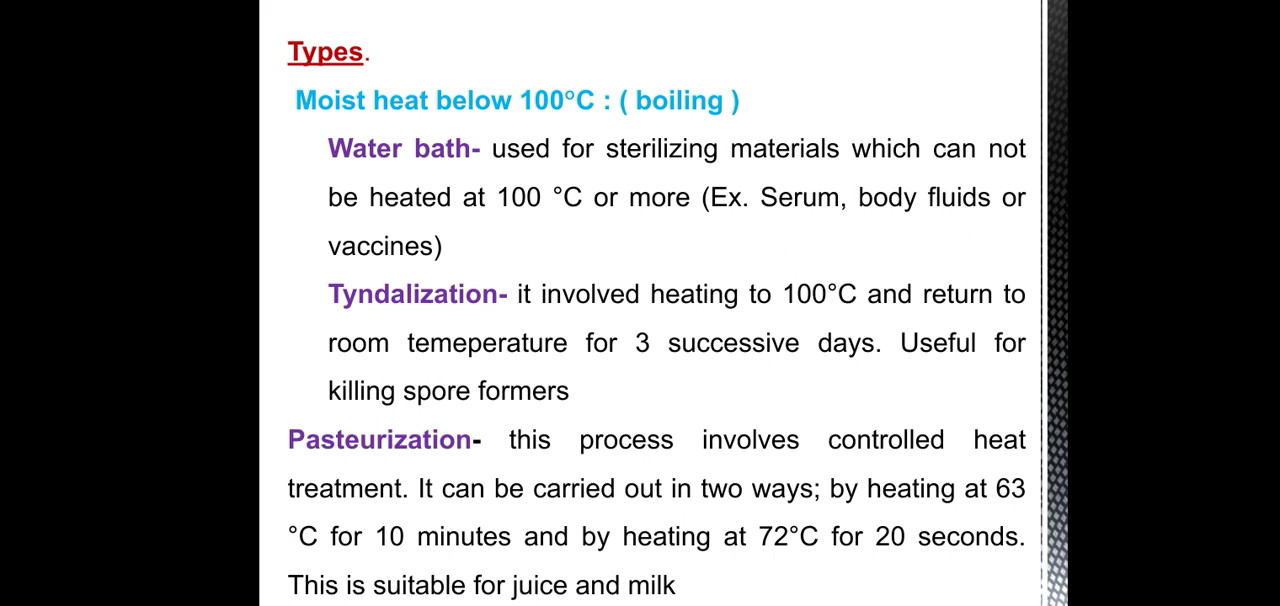 Types.
Moist heat below 100°C : ( boiling )
Water bath- used for sterilizing materials which can not
be heated at 100 °C or more (Ex. Serum, body fluids or
vaccines)
Tyndalization- it involved heating to 100°C and return to
room temeperature for 3 successive days. Useful for
killing spore formers
Pasteurization- this process involves controlled heat
treatment. It can be carried out in two ways; by heating at 63
°C for 10 minutes and by heating at 72°C for 20 seconds.
This is suitable for juice and milk